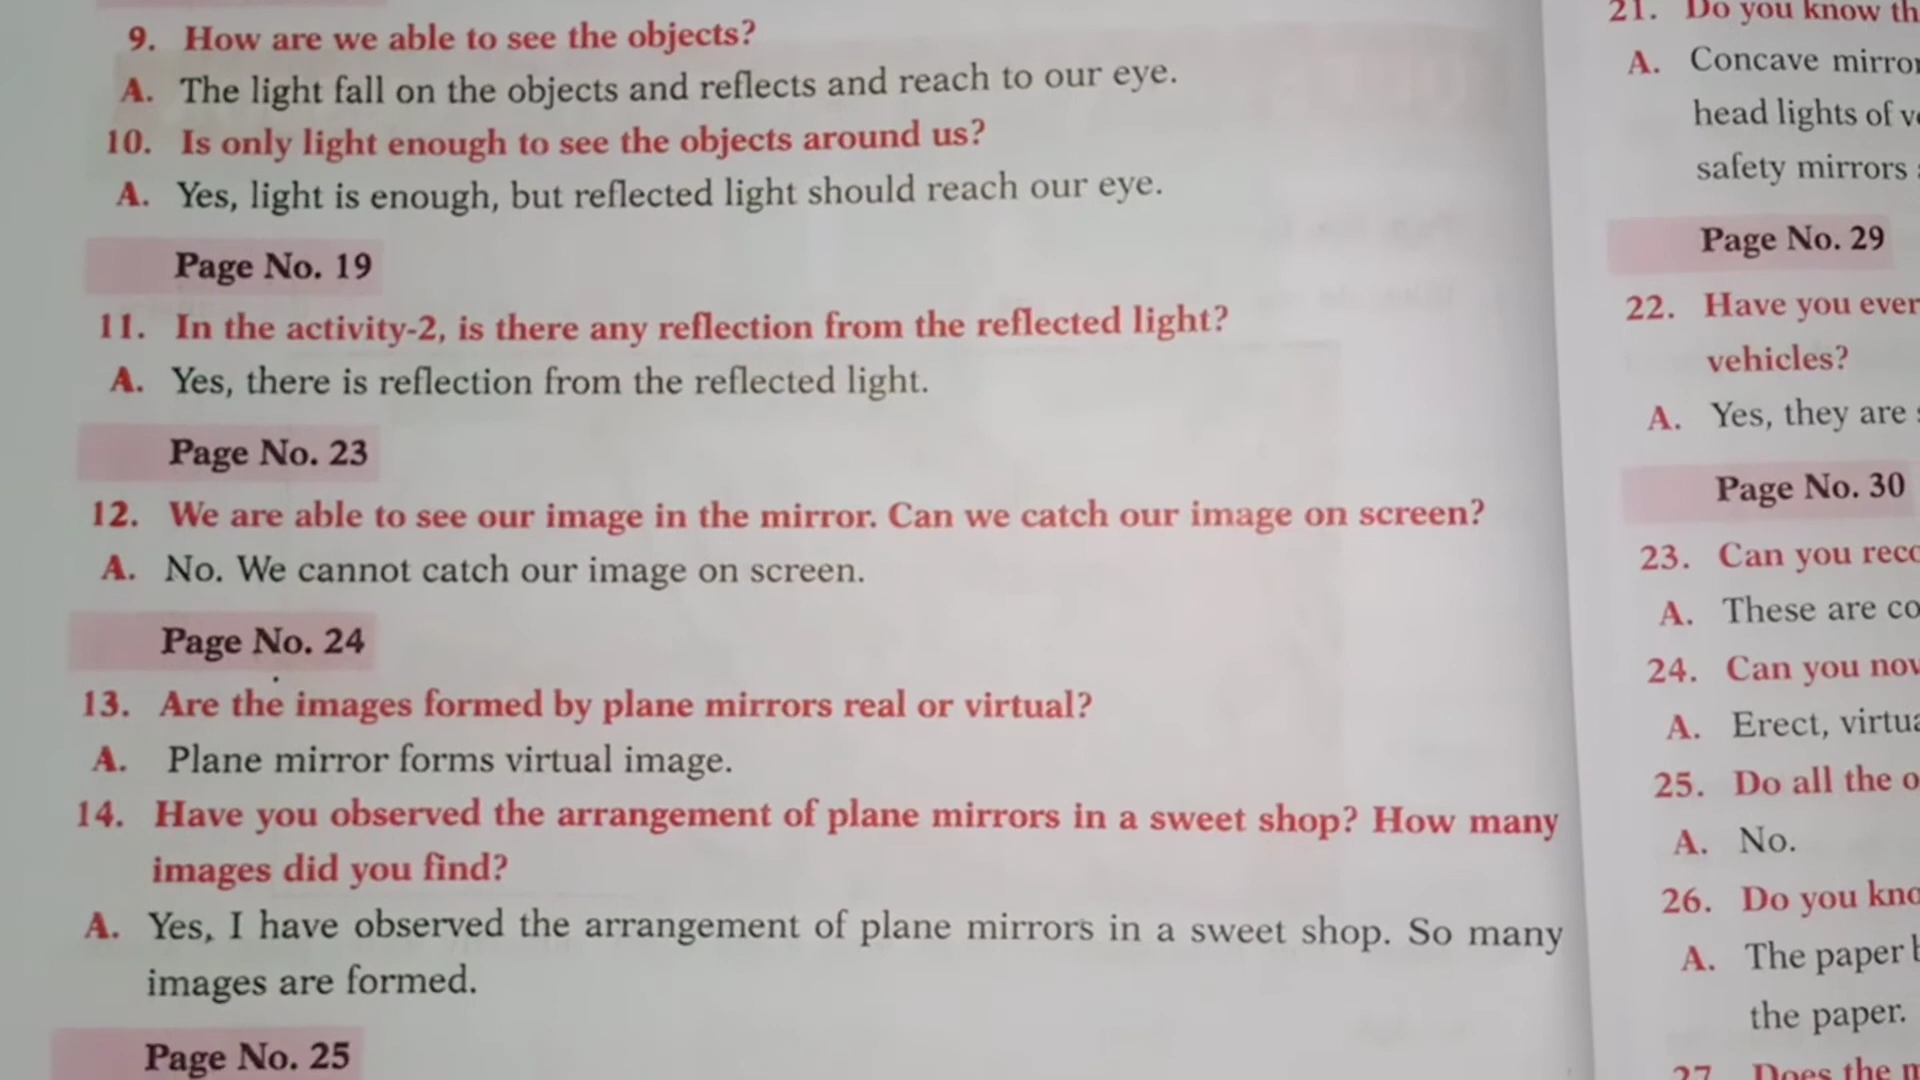 9. How are we able to see the objects?
A. The light fall on the objects and reflects and reach to our eye.
10. Is only light enough to see the objects around us?
A. Yes, light is enough, but reflected light should reach our eye.
Page No. 19
11. In the activity-2, is there any reflection from the reflected light?
A. Yes, there is reflection from the reflected light.
Page No. 23
12. We are able to see our image in the mirror. Can we catch our image on screen?
A. No. We cannot catch our image on screen.
Page No. 24
13. Are the images formed by plane mirrors real or virtual?
A. Plane mirror forms virtual image.
14. Have you observed the arrangement of plane mirrors in a sweet shop? How many
images did you find?
A. Yes, I have observed the arrangement of plane mirrors in a sweet shop. So many
images are formed.
Page No. 25
21. Do you know
A. Concave
head lights of
safety mirrors
Page No. 29
22. Have you ever
vehicles?
A. Yes, they are
Page No. 30
23. Can you
A. These are
24. Can you
A. Erect,
25. Do all the
A. No.
26. Do you
A. The paper
the paper.
27. Does the